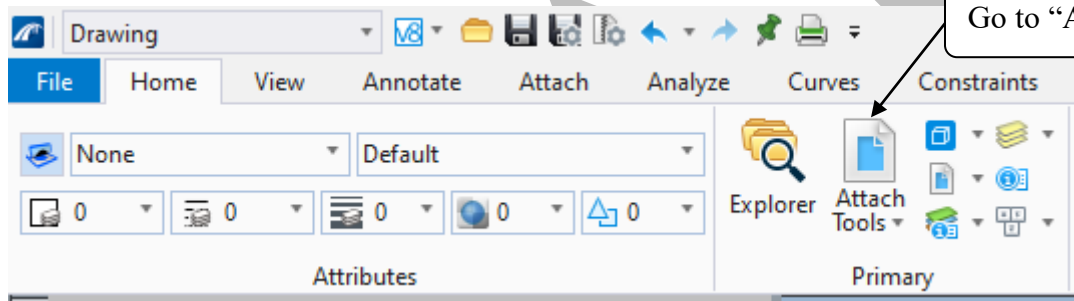 Go to “A
Drawing
V8
File Home View Annotate Attach Analyze Curves Constraints
None Default
0 0 0 0 0
Explorer Attach Tools
Attributes Primary